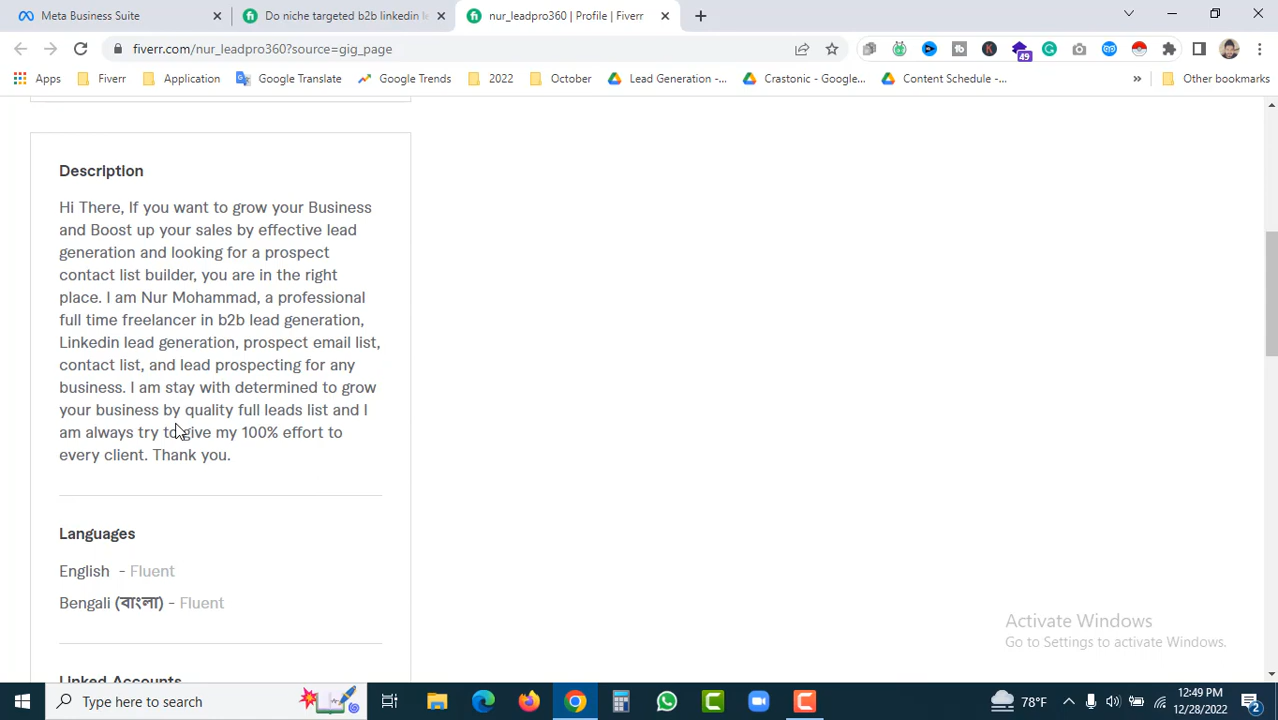 Meta Business Suite
Do niche targeted b2b linkedin le
nur_leadpro360 | Profile | Fiverr
fiverr.com/nur_leadpro360?source=gig_page
49
Apps
Fiverr
Application
Google Translate
Google Trends
2022
October
Lead Generation -...
Crastonic - Google...
Content Schedule -...
Other bookmarks
Description
Hi There, If you want to grow your Business
and Boost up your sales by effective lead
generation and looking for a prospect
contact list builder, you are in the right
place. I am Nur Mohammad, a professional
full time freelancer in b2b lead generation,
Linkedin lead generation, prospect email list,
contact list, and lead prospecting for any
business. I am stay with determined to grow
your business by quality full leads list and I
am always try to give my 100% effort to
every client. Thank you.
Languages
English - Fluent
Bengali (বাংলা) - Fluent
Linked Accounts
Activate Windows
Go to Settings to activate Windows.
Type here to search
78°F
12:49 PM
12/28/2022
2